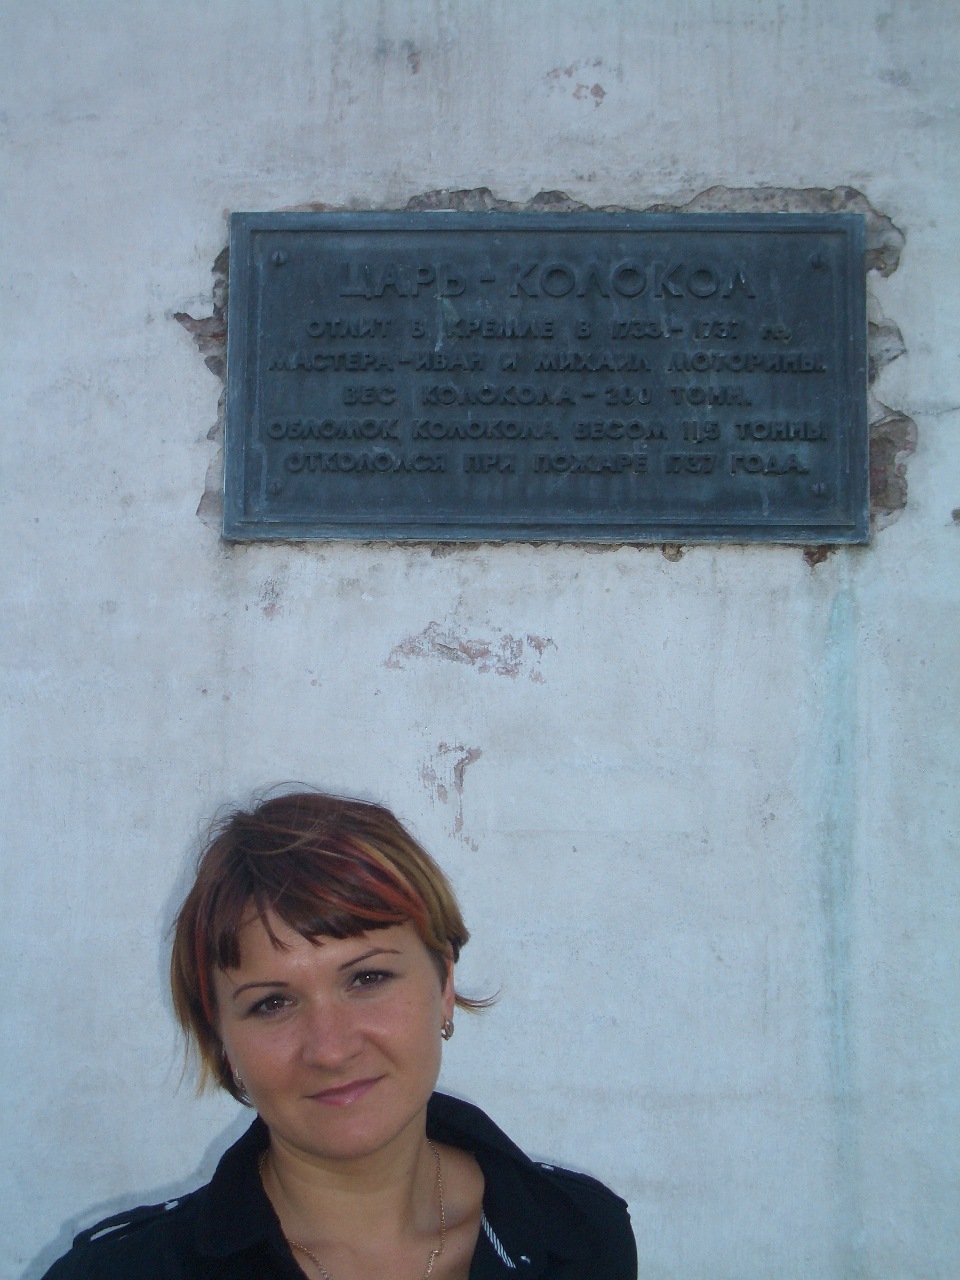 ЦАРЬ - КОЛОКОЛ
ОТЛИТ В КРЕМЛЕ В 1733 - 1737 гг.
МАСТЕРА - ИВАН И МИХАИЛ МОТОРИНЫ.
ВЕС КОЛОКОЛА - 200 ТОНН.
ОБЛОМОК КОЛОКОЛА ВЕСОМ 11,5 ТОННЫ
ОТКОЛОЛСЯ ПРИ ПОЖАРЕ 1737 ГОДА.